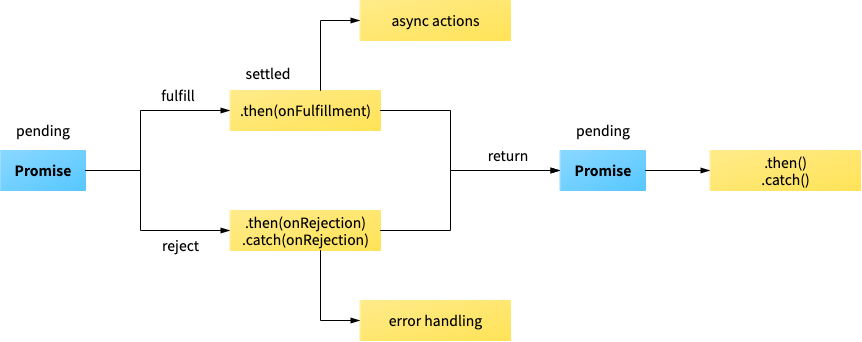 async actions
settled
fulfill
.then(onFulfillment)
pending
Promise
return
pending
Promise
.then()
.catch()
.then(onRejection)
.catch(onRejection)
reject
error handling